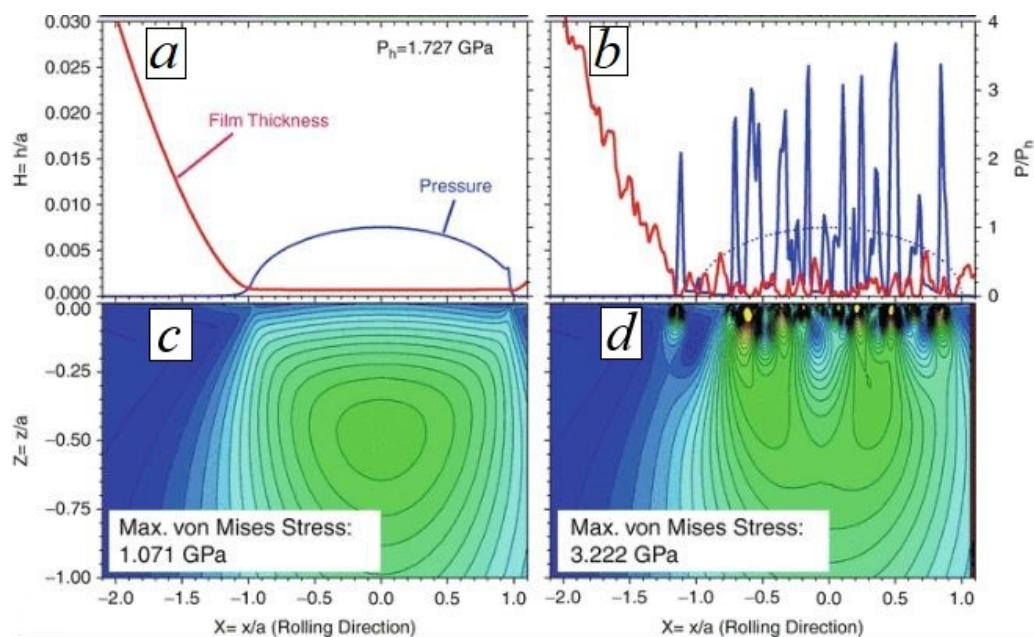 a
b
P_h=1.727 GPa
Film Thickness
Pressure
H= h/a
0.030
0.025
0.020
0.015
0.010
0.005
0.000
P/P_h
4
3
2
1
0
c
d
Max. von Mises Stress:
1.071 GPa
Max. von Mises Stress:
3.222 GPa
Z= z/a
0.00
−0.25
−0.50
−0.75
−1.00
−2.0 −1.5 −1.0 −0.5 0.0 0.5 1.0
−2.0 −1.5 −1.0 −0.5 0.0 0.5 1.0
X= x/a (Rolling Direction)
X= x/a (Rolling Direction)